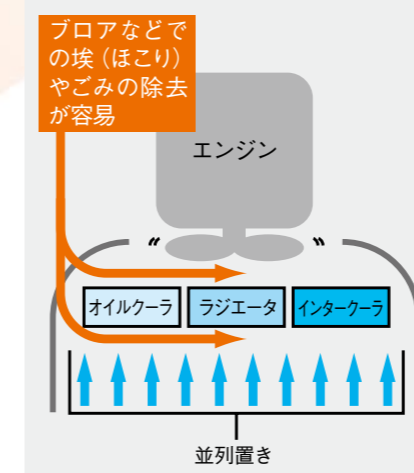 ブロアなどで
の埃（ほこり）
やごみの除去
が容易
エンジン
オイルクーラ
ラジエータ
インタークーラ
並列置き